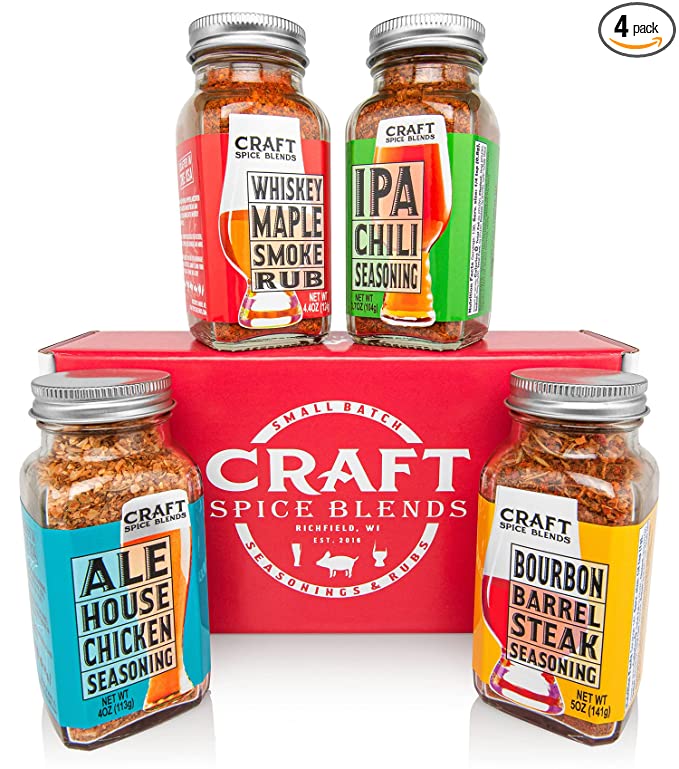 4 pack
CRAFT
SPICE BLENDS
WHISKEY
MAPLE
SMOKE
RUB
NET WT
CRAFT
SPICE BLENDS
IPA
CHILI
SEASONING
NET WT
SMALL BATCH
CRAFT
SPICE BLENDS
RICHFIELD, WI
EST. 2016
SEASONINGS & RUBS
CRAFT
SPICE BLENDS
ALE
HOUSE
CHICKEN
SEASONING
NET WT
4OZ (113g)
CRAFT
SPICE BLENDS
BOURBON
BARREL
STEAK
SEASONING
NET WT
5OZ (141g)